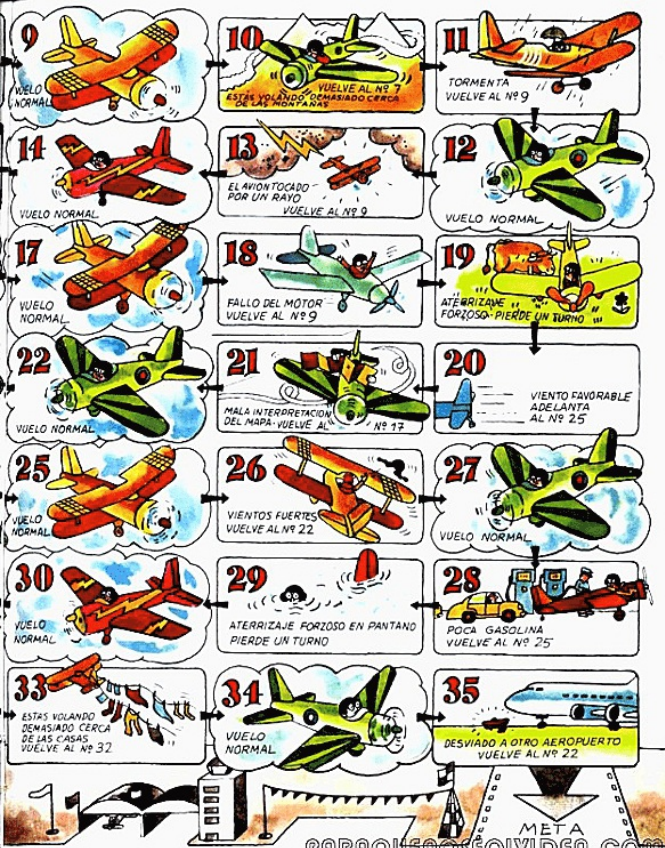 9
VUELO
NORMAL
10
VUELVE AL Nº 7
ESTÁS VOLANDO DEMASIADO CERCA
DE LAS MONTAÑAS
11
TORMENTA
VUELVE AL Nº 9
14
VUELO NORMAL
13
EL AVION TOCADO
POR UN RAYO
VUELVE AL Nº 9
12
VUELO NORMAL
17
VUELO
NORMAL
18
FALLO DEL MOTOR
VUELVE AL Nº 9
19
ATERRIZAJE
FORZOSO-PIERDE UN TURNO
22
VUELO NORMAL
21
MALA INTERPRETACION
DEL MAPA-VUELVE AL Nº 17
20
VIENTO FAVORABLE
ADELANTA
AL Nº 25
25
VUELO
NORMAL
26
VIENTOS FUERTES
VUELVE AL Nº 22
27
VUELO NORMAL
30
VUELO
NORMAL
29
ATERRIZAJE FORZOSO EN PANTANO
PIERDE UN TURNO
28
POCA GASOLINA
VUELVE AL Nº 25
33
ESTAS VOLANDO
DEMASIADO CERCA
DE LAS CASAS
VUELVE AL Nº 32
34
VUELO
NORMAL
35
DESVIADO A OTRO AEROPUERTO
VUELVE AL Nº 22
META